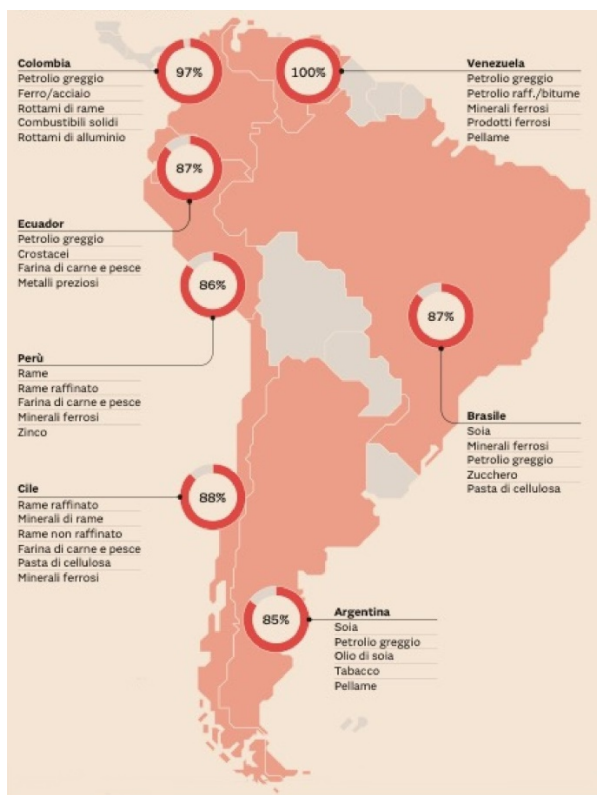 Colombia
Petrolio greggio
Ferro/acciaio
Rottami di rame
Combustibili solidi
Rottami di alluminio
97%
100%
Venezuela
Petrolio greggio
Petrolio raff./bitume
Minerali ferrosi
Prodotti ferrosi
Pellame
87%
Ecuador
Petrolio greggio
Crostacei
Farina di carne e pesce
Metalli preziosi
86%
Perù
Rame
Rame raffinato
Farina di carne e pesce
Minerali ferrosi
Zinco
87%
Brasile
Soia
Minerali ferrosi
Petrolio greggio
Zucchero
Pasta di cellulosa
Cile
Rame raffinato
Minerali di rame
Rame non raffinato
Farina di carne e pesce
Pasta di cellulosa
Minerali ferrosi
88%
85%
Argentina
Soia
Petrolio greggio
Olio di soia
Tabacco
Pellame